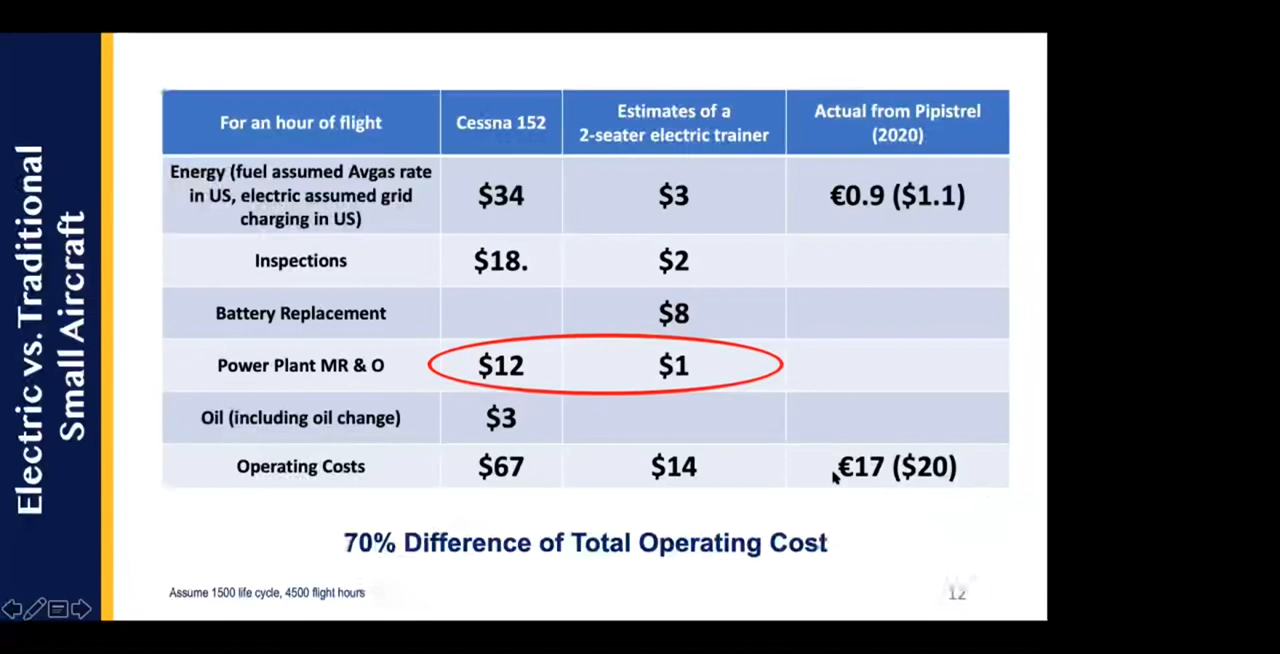 Electric vs. Traditional
Small Aircraft
For an hour of flight
Cessna 152
Estimates of a
2-seater electric trainer
Actual from Pipistrel
(2020)
Energy (fuel assumed Avgas rate
in US, electric assumed grid
charging in US)
$34
$3
€0.9 ($1.1)
Inspections
$18.
$2
Battery Replacement
$8
Power Plant MR & O
$12
$1
Oil (including oil change)
$3
Operating Costs
$67
$14
€17 ($20)
70% Difference of Total Operating Cost
Assume 1500 life cycle, 4500 flight hours
12